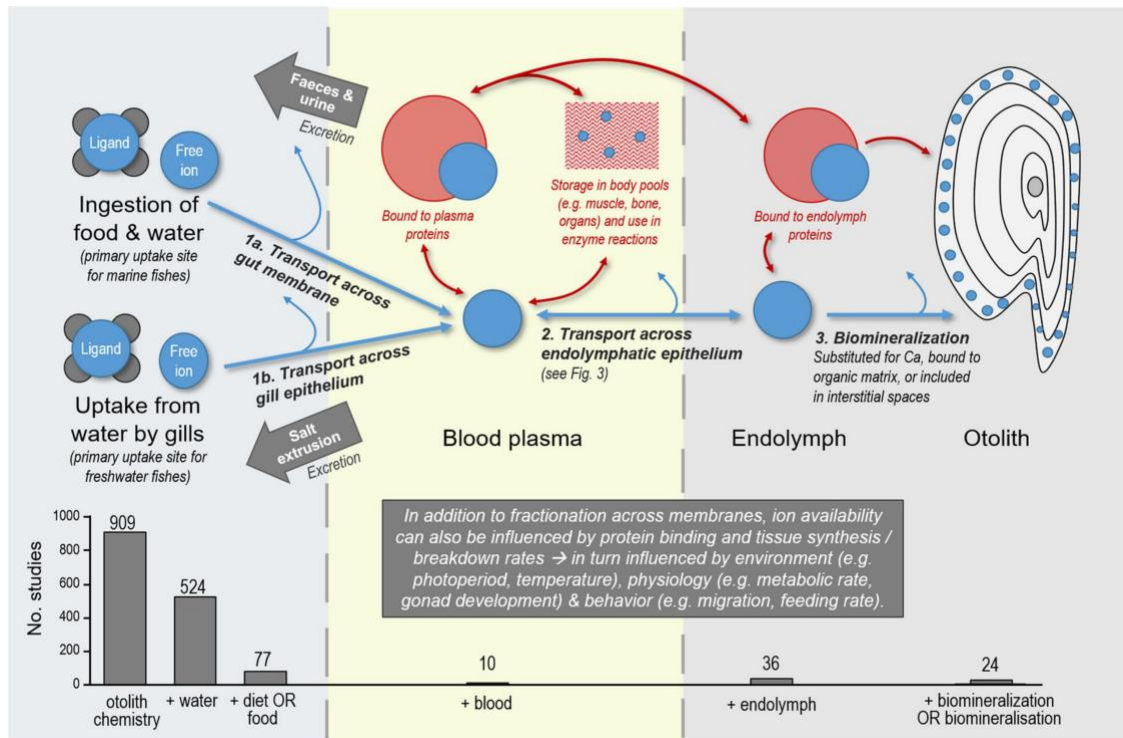 Faeces &
urine
Excretion
Ligand
Free
ion
Ingestion of
food & water
(primary uptake site
for marine fishes)
1a. Transport across
gut membrane
Ligand
Free
ion
Uptake from
water by gills
(primary uptake site for
freshwater fishes)
1b. Transport across
gill epithelium
Salt
extrusion
Excretion
Bound to plasma
proteins
Storage in body pools
(e.g. muscle, bone,
organs) and use in
enzyme reactions
2. Transport across
endolymphatic epithelium
(see Fig. 3)
Blood plasma
Bound to endolymph
proteins
3. Biomineralization
Substituted for Ca, bound to
organic matrix, or included
in interstitial spaces
Endolymph
Otolith
In addition to fractionation across membranes, ion availability
can also be influenced by protein binding and tissue synthesis /
breakdown rates → in turn influenced by environment (e.g.
photoperiod, temperature), physiology (e.g. metabolic rate,
gonad development) & behavior (e.g. migration, feeding rate).
No. studies
1000
800
600
400
200
0
909
524
77
10
36
24
otolith
chemistry
+ water
+ diet OR
food
+ blood
+ endolymph
+ biomineralization
OR biomineralisation